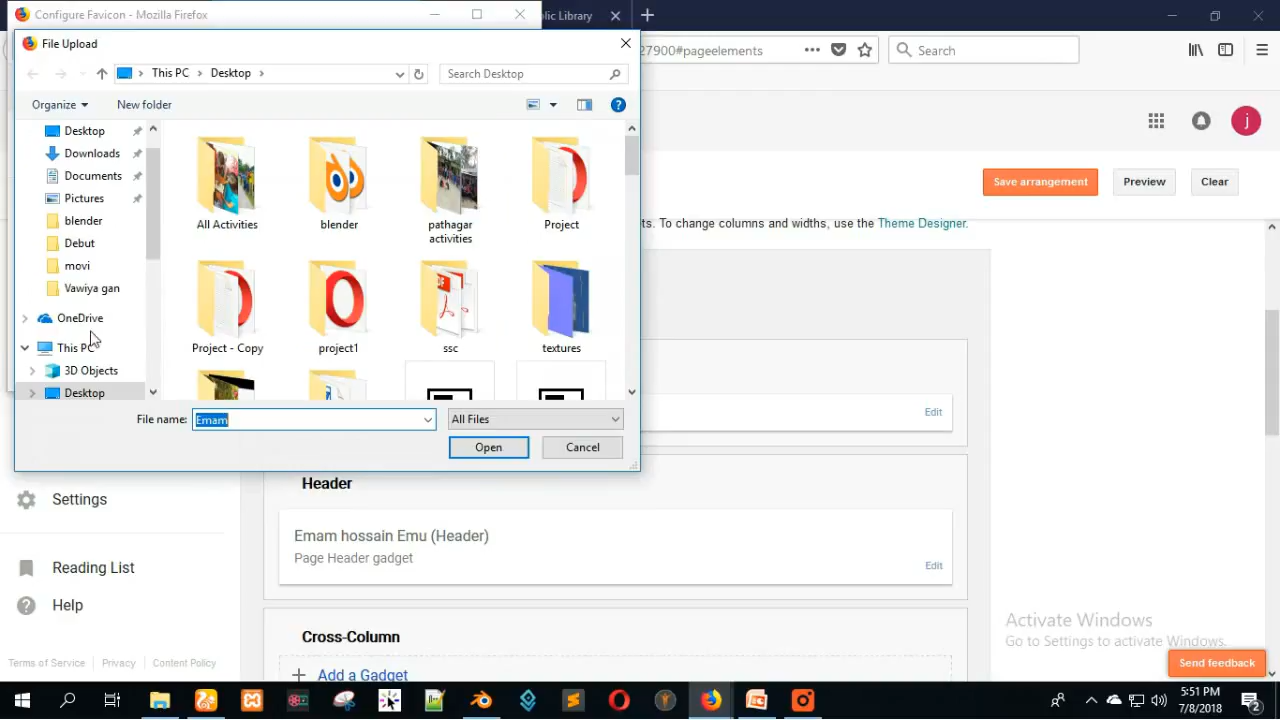 Configure Favicon - Mozilla Firefox
blic Library
File Upload
27900#pageelements
Search
This PC
Desktop
Search Desktop
Organize
New folder
Desktop
Downloads
Documents
Pictures
blender
Debut
movi
Vawiya gan
OneDrive
This PC
3D Objects
Desktop
All Activities
blender
pathagar
activities
Project
Project - Copy
project1
ssc
textures
File name:
Emam
All Files
Open
Cancel
j
Save arrangement
Preview
Clear
ts. To change columns and widths, use the Theme Designer.
Edit
Header
Emam hossain Emu (Header)
Page Header gadget
Edit
Cross-Column
Add a Gadget
Settings
Reading List
Help
Terms of Service
Privacy
Content Policy
Activate Windows
Go to Settings to activate Windows.
Send feedback
5:51 PM
7/8/2018
2